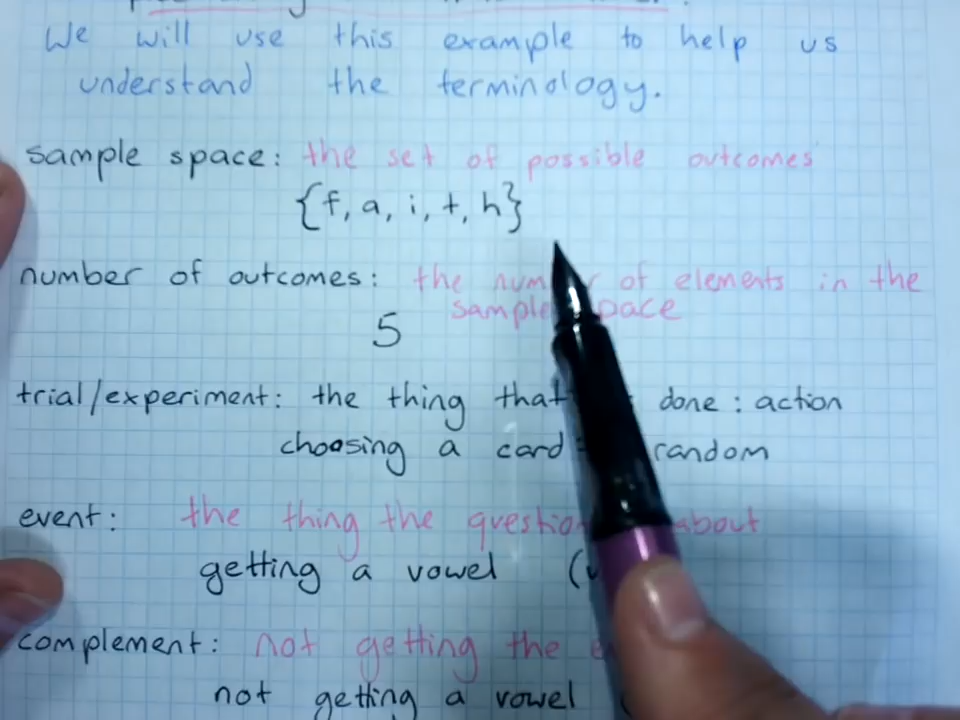 We will use this example to help us
understand the terminology.
sample space: the set of possible outcomes
{f, a, i, t, h}
number of outcomes: the number of elements in the
sample space
5
trial/experiment: the thing that done: action
choosing a card random
event: the thing the question about
getting a vowel
complement: not getting the
not getting a vowel